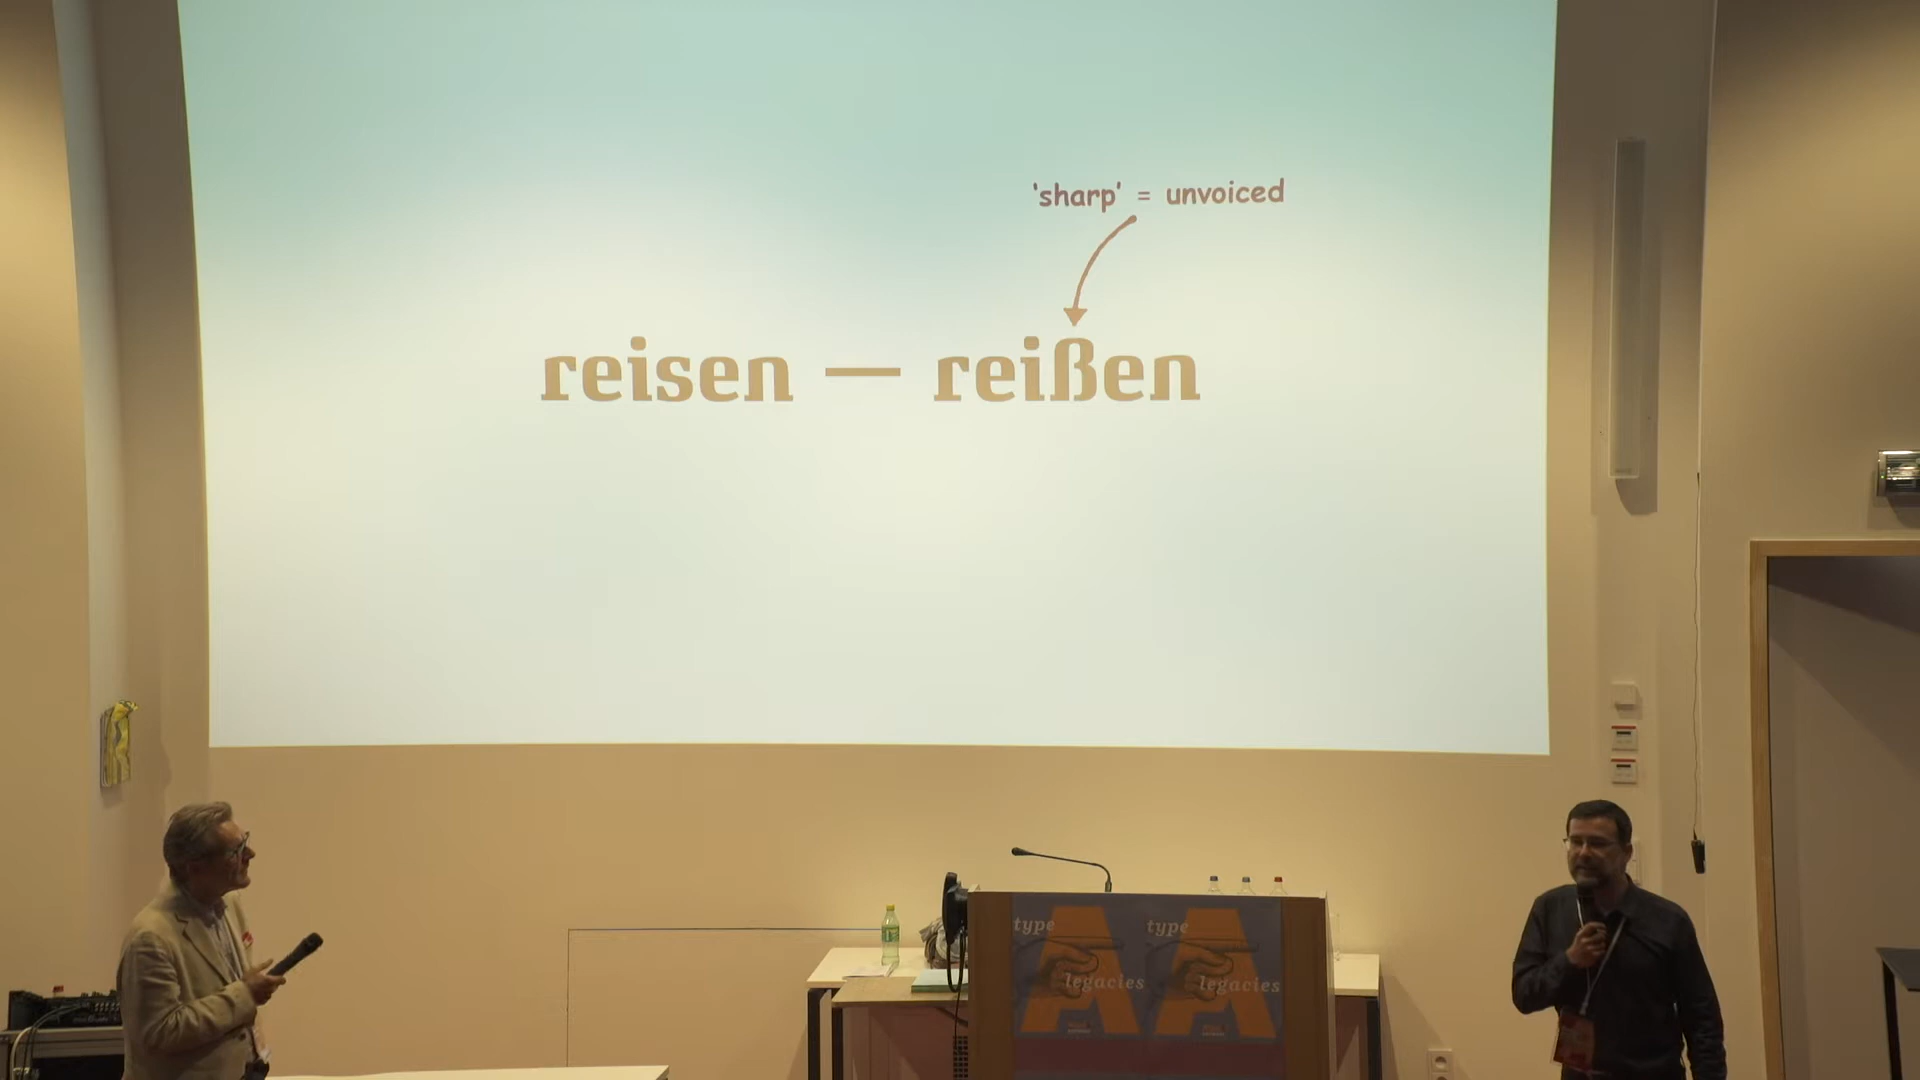 'sharp' = unvoiced
reisen — reißen
type
legacies
type
legacies